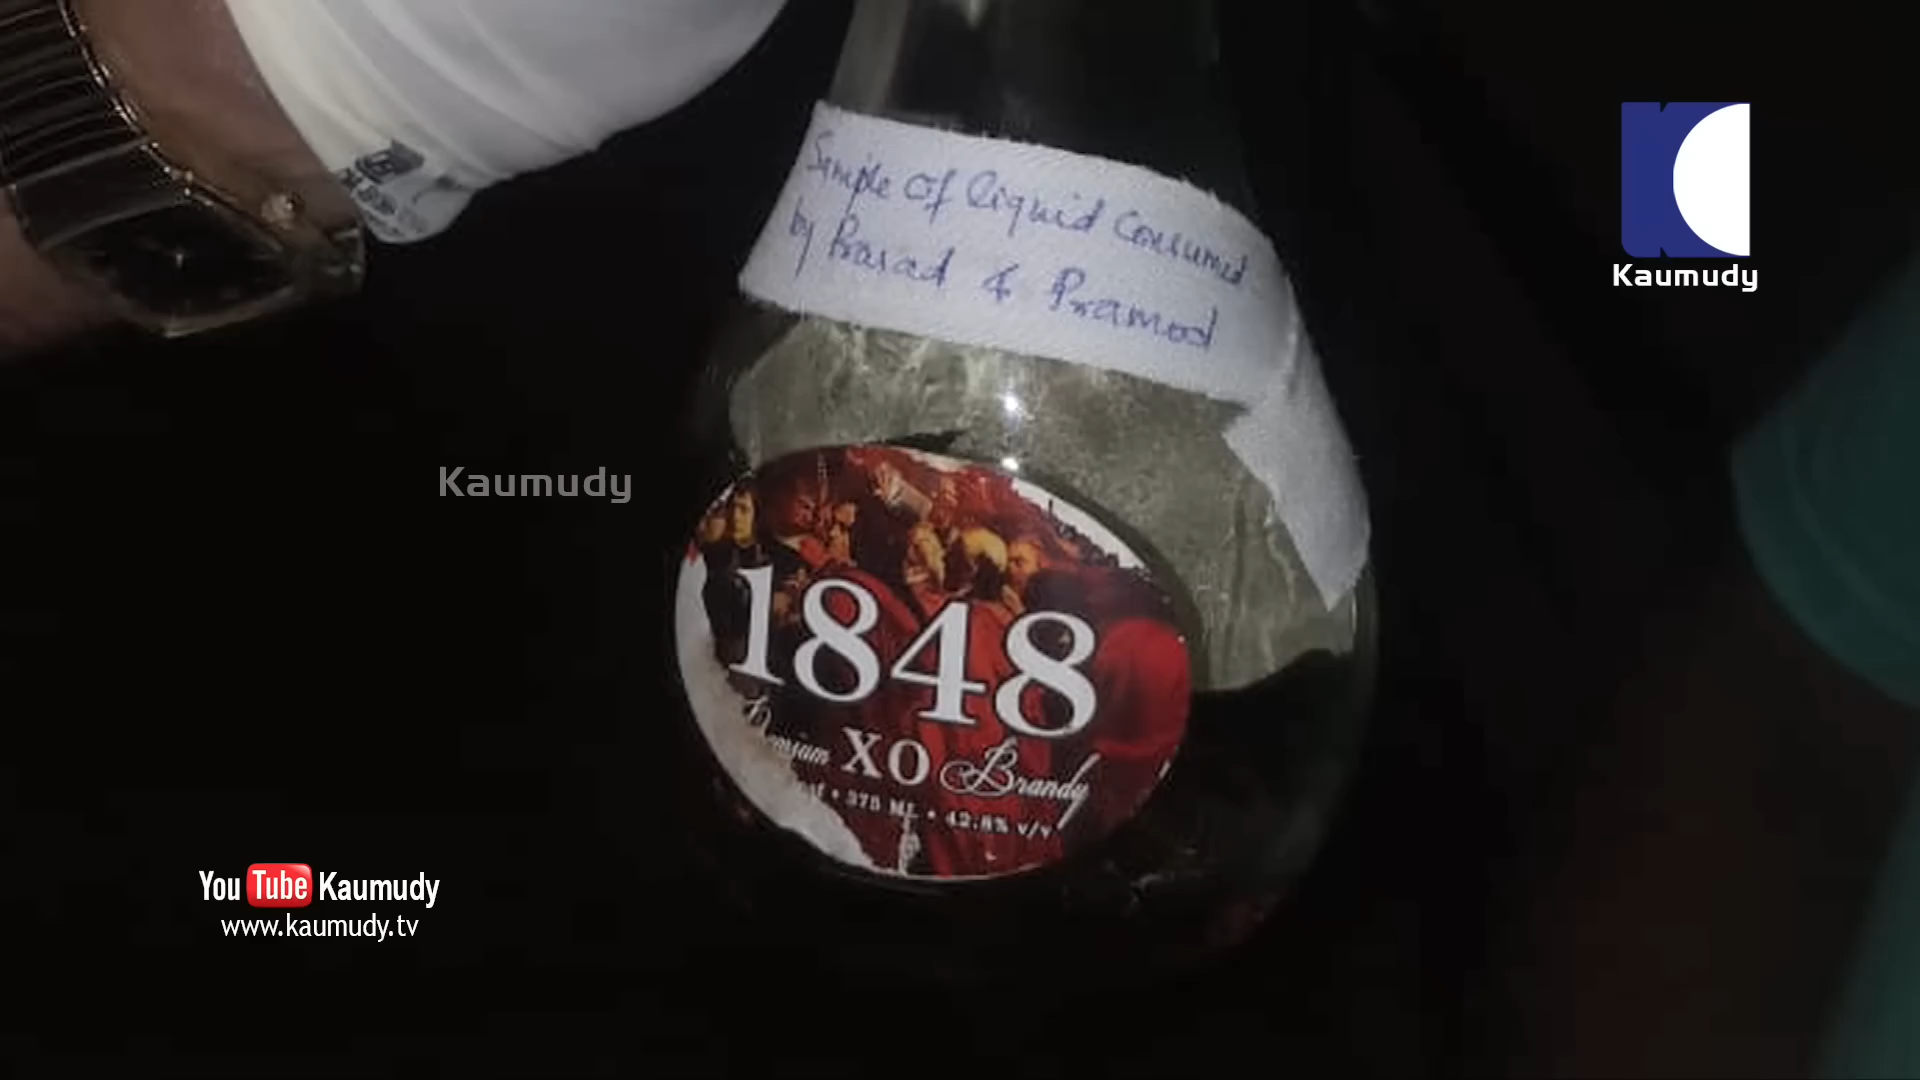 Sample of liquid consumed
by Prasad & Pramod
1848
Premium XO Brandy
375 ML • 42.8% v/v
Kaumudy
Kaumudy
You Tube Kaumudy
www.kaumudy.tv